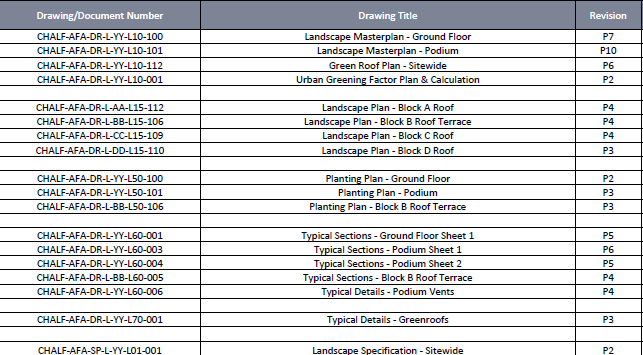 Drawing/Document Number Drawing Title Revision
CHALF-AFA-DR-L-YY-L10-100 Landscape Masterplan - Ground Floor P7
CHALF-AFA-DR-L-YY-L10-101 Landscape Masterplan - Podium P10
CHALF-AFA-DR-L-YY-L10-112 Green Roof Plan - Sitewide P6
CHALF-AFA-DR-L-YY-L10-001 Urban Greening Factor Plan & Calculation P2
CHALF-AFA-DR-L-AA-L15-112 Landscape Plan - Block A Roof P4
CHALF-AFA-DR-L-BB-L15-106 Landscape Plan - Block B Roof Terrace P4
CHALF-AFA-DR-L-CC-L15-109 Landscape Plan - Block C Roof P4
CHALF-AFA-DR-L-DD-L15-110 Landscape Plan - Block D Roof P3
CHALF-AFA-DR-L-YY-L50-100 Planting Plan - Ground Floor P2
CHALF-AFA-DR-L-YY-L50-101 Planting Plan - Podium P3
CHALF-AFA-DR-L-BB-L50-106 Planting Plan - Block B Roof Terrace P3
CHALF-AFA-DR-L-YY-L60-001 Typical Sections - Ground Floor Sheet 1 P5
CHALF-AFA-DR-L-YY-L60-003 Typical Sections - Podium Sheet 1 P6
CHALF-AFA-DR-L-YY-L60-004 Typical Sections - Podium Sheet 2 P5
CHALF-AFA-DR-L-BB-L60-005 Typical Sections - Block B Roof Terrace P4
CHALF-AFA-DR-L-YY-L60-006 Typical Details - Podium Vents P4
CHALF-AFA-DR-L-YY-L70-001 Typical Details - Greenroofs P3
CHALF-AFA-SP-L-YY-L01-001 Landscape Specification - Sitewide P2